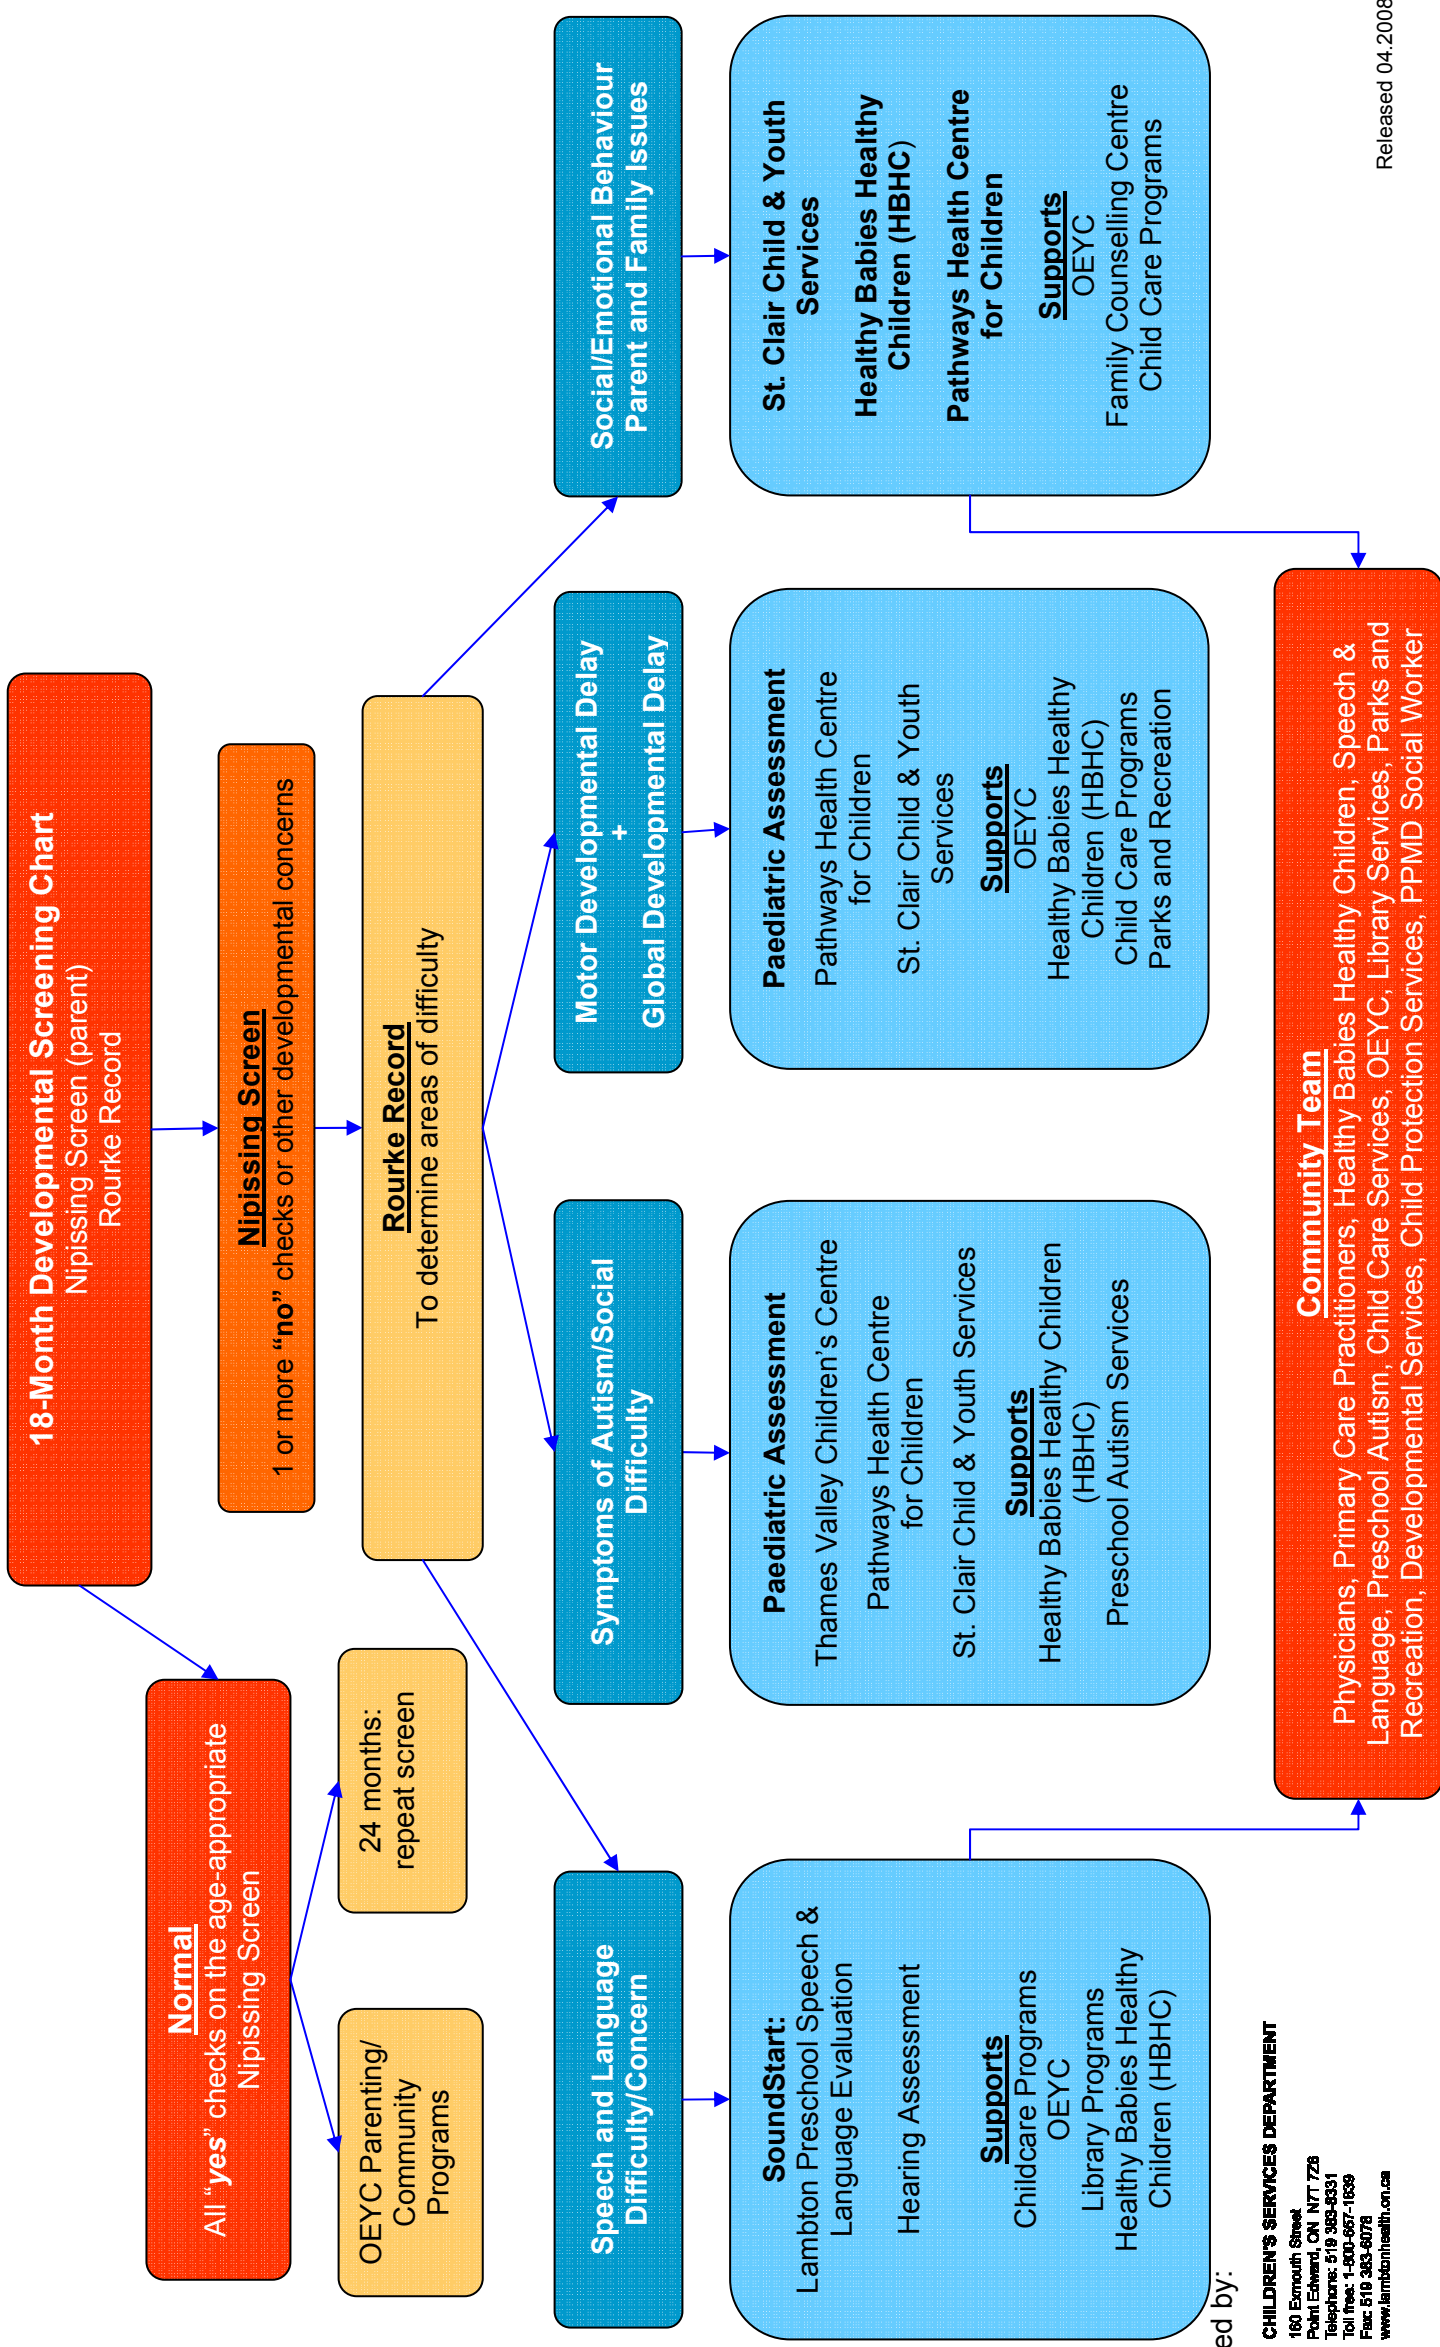 18-Month Developmental Screening Chart
Nipissing Screen (parent)
Rourke Record
Normal
All “yes” checks on the age-appropriate
Nipissing Screen
Nipissing Screen
1 or more “no” checks or other developmental concerns
OEYC Parenting/
Community
Programs
24 months:
repeat screen
Rourke Record
To determine areas of difficulty
Speech and Language
Difficulty/Concern
Symptoms of Autism/Social
Difficulty
Motor Developmental Delay
+
Global Developmental Delay
Social/Emotional Behaviour
Parent and Family Issues
SoundStart:
Lambton Preschool Speech &
Language Evaluation
Hearing Assessment
Supports
Childcare Programs
OEYC
Library Programs
Healthy Babies Healthy
Children (HBHC)
Paediatric Assessment
Thames Valley Children’s Centre
Pathways Health Centre
for Children
St. Clair Child & Youth Services
Supports
Healthy Babies Healthy Children
(HBHC)
Preschool Autism Services
Paediatric Assessment
Pathways Health Centre
for Children
St. Clair Child & Youth
Services
Supports
OEYC
Healthy Babies Healthy
Children (HBHC)
Child Care Programs
Parks and Recreation
St. Clair Child & Youth
Services
Healthy Babies Healthy
Children (HBHC)
Pathways Health Centre
for Children
Supports
OEYC
Family Counselling Centre
Child Care Programs
Community Team
Physicians, Primary Care Practitioners, Healthy Babies Healthy Children, Speech &
Language, Preschool Autism, Child Care Services, OEYC, Library Services, Parks and
Recreation, Developmental Services, Child Protection Services, PPMD Social Worker
ed by:
CHILDREN'S SERVICES DEPARTMENT
160 Exmouth Street
Point Edward, ON N7T 7Z6
Telephone: 519 383-8331
Toll free: 1-800-667-1839
Fax: 519 383-6078
www.lambtonhealth.on.ca
Released 04.2008